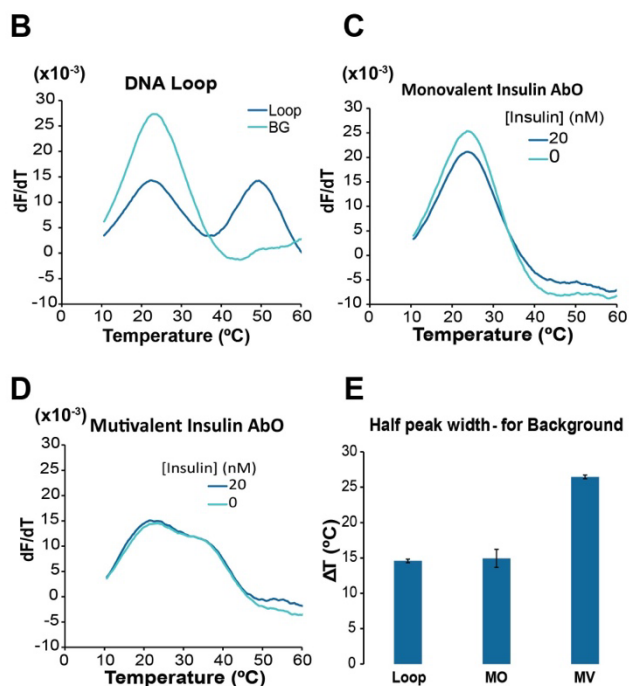 B
(x10-3)
DNA Loop
Loop
BG
30
25
20
15
10
5
0
-5
-10
dF/dT
0 10 20 30 40 50 60
Temperature (ºC)
C
(x10-3)
Monovalent Insulin AbO
[Insulin] (nM)
20
0
30
25
20
15
10
5
0
-5
-10
dF/dT
0 10 20 30 40 50 60
Temperature (ºC)
D
(x10-3)
Mutivalent Insulin AbO
[Insulin] (nM)
20
0
30
25
20
15
10
5
0
-5
-10
dF/dT
0 10 20 30 40 50 60
Temperature (ºC)
E
Half peak width- for Background
30
25
20
15
10
5
0
ΔT (ºC)
Loop MO MV